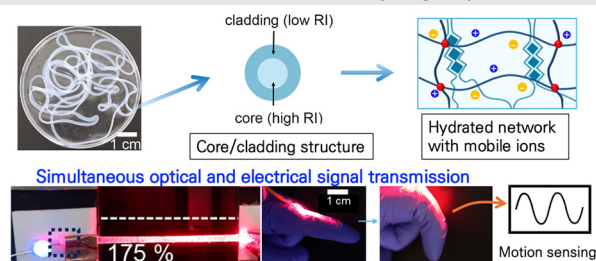 cladding (low RI)
core (high RI)
1 cm
Core/cladding structure
Hydrated network
with mobile ions
Simultaneous optical and electrical signal transmission
175 %
1 cm
Motion sensing